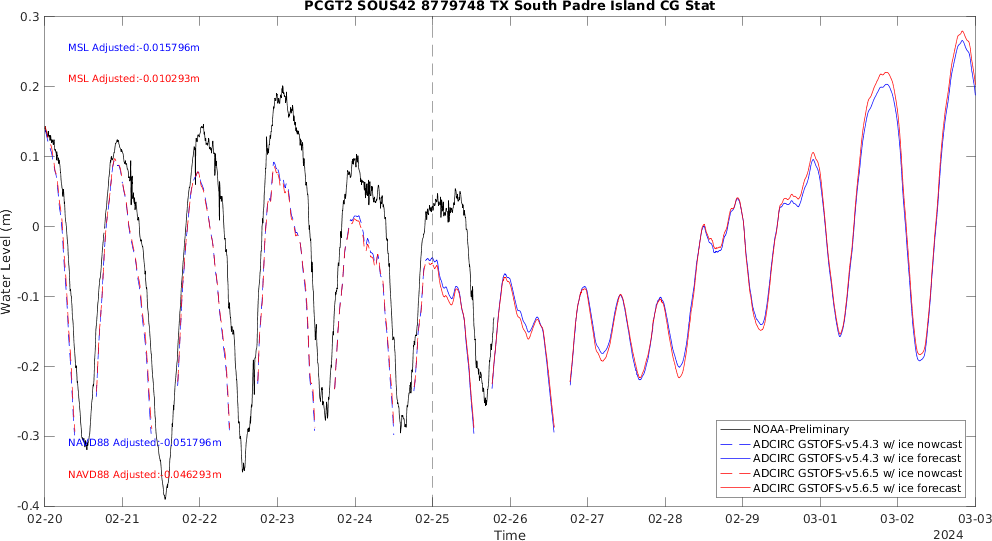 PCGT2 SOUS42 8779748 TX South Padre Island CG Stat
0.3
MSL Adjusted:-0.015796m
MSL Adjusted:-0.010293m
0.2
0.1
0
-0.1
-0.2
-0.3
-0.4
Water Level (m)
NAVD88 Adjusted:-0.051796m
NAVD88 Adjusted:-0.046293m
NOAA-Preliminary
ADCIRC GSTOFS-v5.4.3 w/ ice nowcast
ADCIRC GSTOFS-v5.4.3 w/ ice forecast
ADCIRC GSTOFS-v5.6.5 w/ ice nowcast
ADCIRC GSTOFS-v5.6.5 w/ ice forecast
02-20 02-21 02-22 02-23 02-24 02-25 02-26 02-27 02-28 02-29 03-01 03-02 03-03
Time
2024